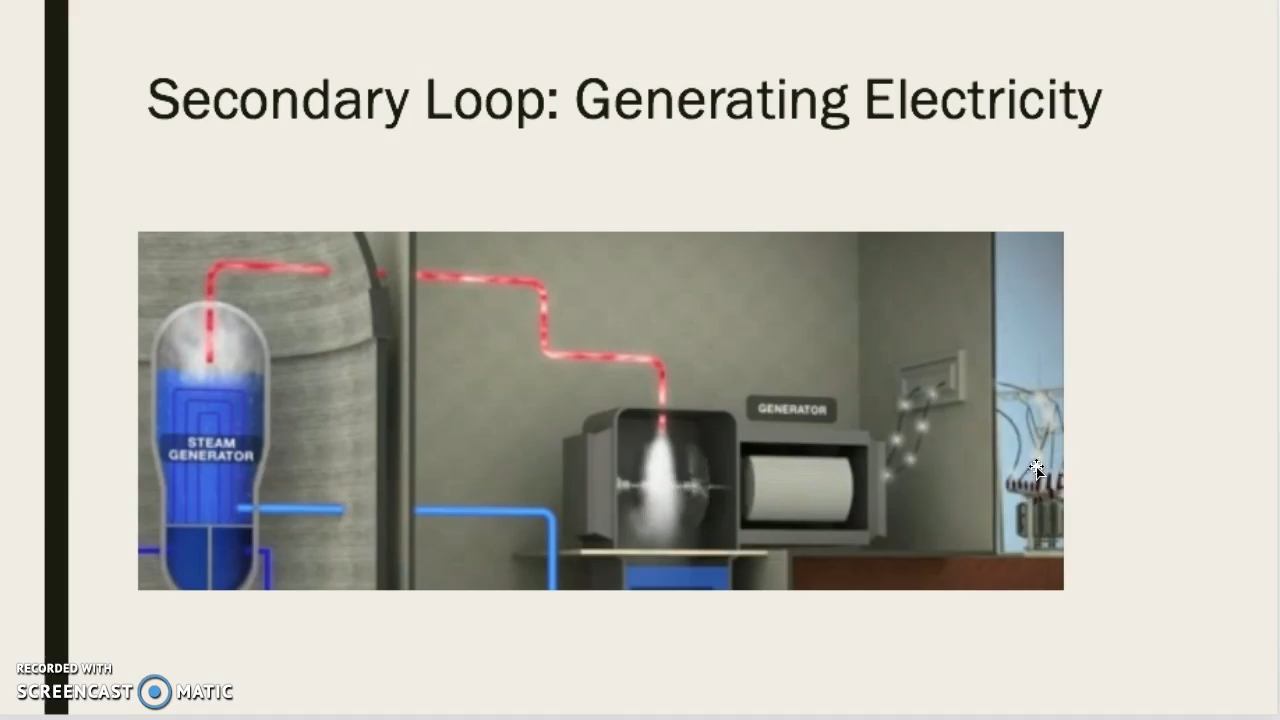 Secondary Loop: Generating Electricity
GENERATOR
STEAM
GENERATOR
RECORDED WITH
SCREENCAST MATIC